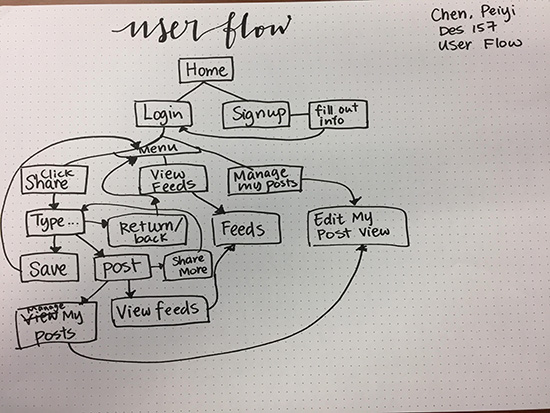 user flow
Chen, Peiyi
Des 157
User Flow
Home
Login
Signup
fill out
info
Menu
Click
Share
View
Feeds
Manage
my posts
Type...
Return/
back
Feeds
Edit My
Post view
Save
post
Share
More
Manage
View My
posts
View feeds